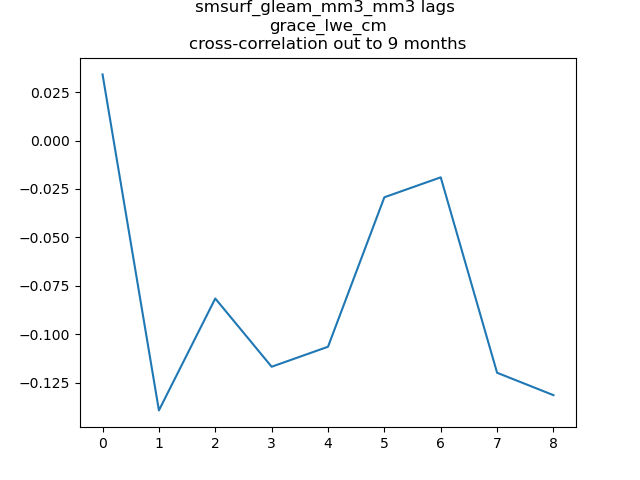 smsurf_gleam_mm3_mm3 lags
grace_lwe_cm
cross-correlation out to 9 months
0.025
0.000
−0.025
−0.050
−0.075
−0.100
−0.125
0 1 2 3 4 5 6 7 8